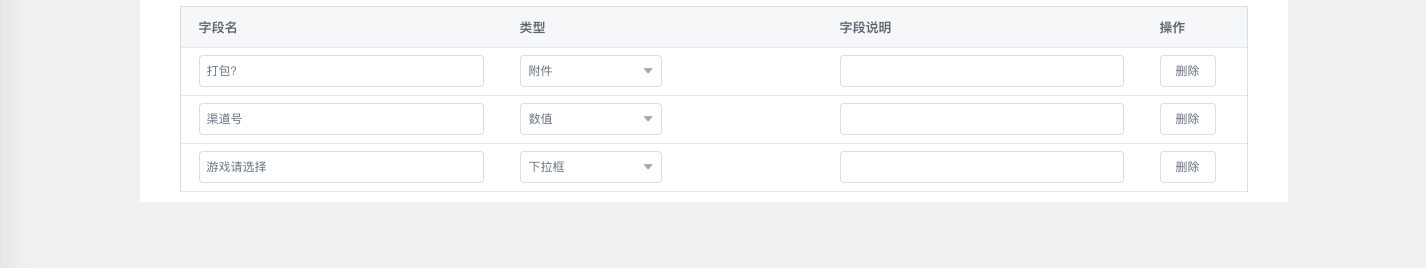 字段名 类型 字段说明 操作
打包? 附件 删除
渠道号 数值 删除
游戏请选择 下拉框 删除